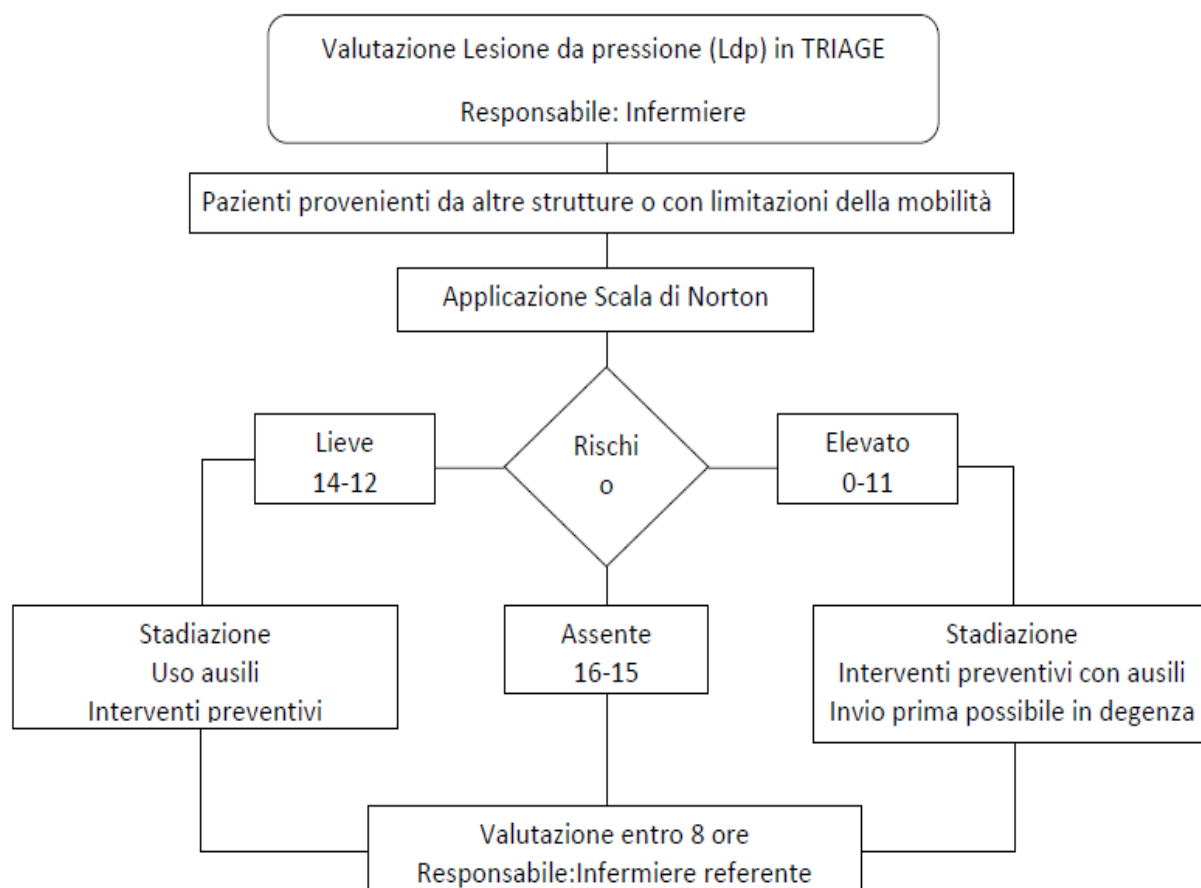 Valutazione Lesione da pressione (Ldp) in TRIAGE
Responsabile: Infermiere
Pazienti provenienti da altre strutture o con limitazioni della mobilità
Applicazione Scala di Norton
Lieve
14-12
Rischi
o
Elevato
0-11
Stadiazione
Uso ausili
Interventi preventivi
Assente
16-15
Stadiazione
Interventi preventivi con ausili
Invio prima possibile in degenza
Valutazione entro 8 ore
Responsabile:Infermiere referente